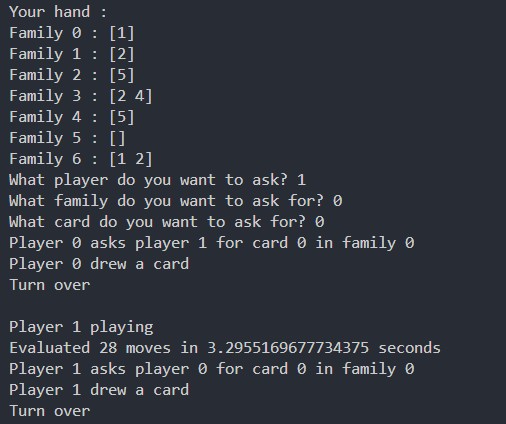 Your hand :
Family 0 : [1]
Family 1 : [2]
Family 2 : [5]
Family 3 : [2 4]
Family 4 : [5]
Family 5 : []
Family 6 : [1 2]
What player do you want to ask? 1
What family do you want to ask for? 0
What card do you want to ask for? 0
Player 0 asks player 1 for card 0 in family 0
Player 0 drew a card
Turn over
Player 1 playing
Evaluated 28 moves in 3.2955169677734375 seconds
Player 1 asks player 0 for card 0 in family 0
Player 1 drew a card
Turn over